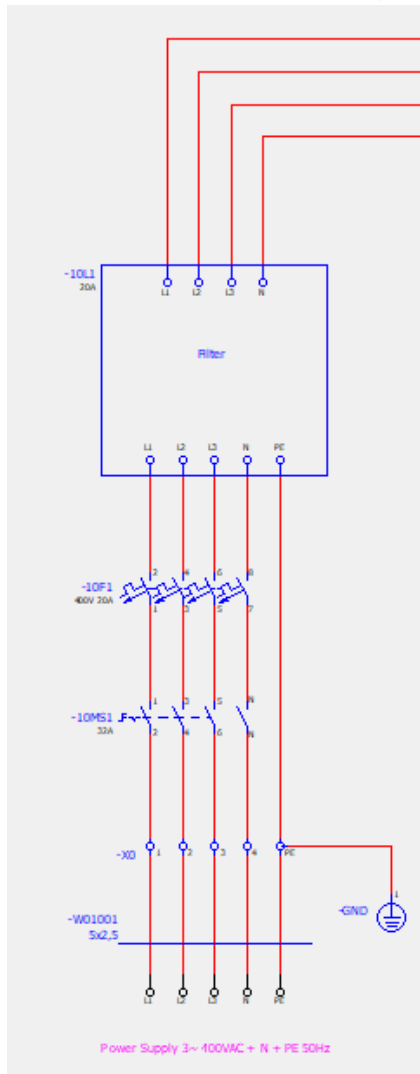 -10L1
20A
L1 L2 L3 N
Filter
L1 L2 L3 N PE
2 4 6 8
-10F1
400V 20A
1 3 5 7
1 3 5 N
-10MS1
32A
2 4 6 N
-X0
1 2 3 4 PE
1
-GND
-W01001
5x2,5
L1 L2 L3 N PE
Power Supply 3~ 400VAC + N + PE 50Hz